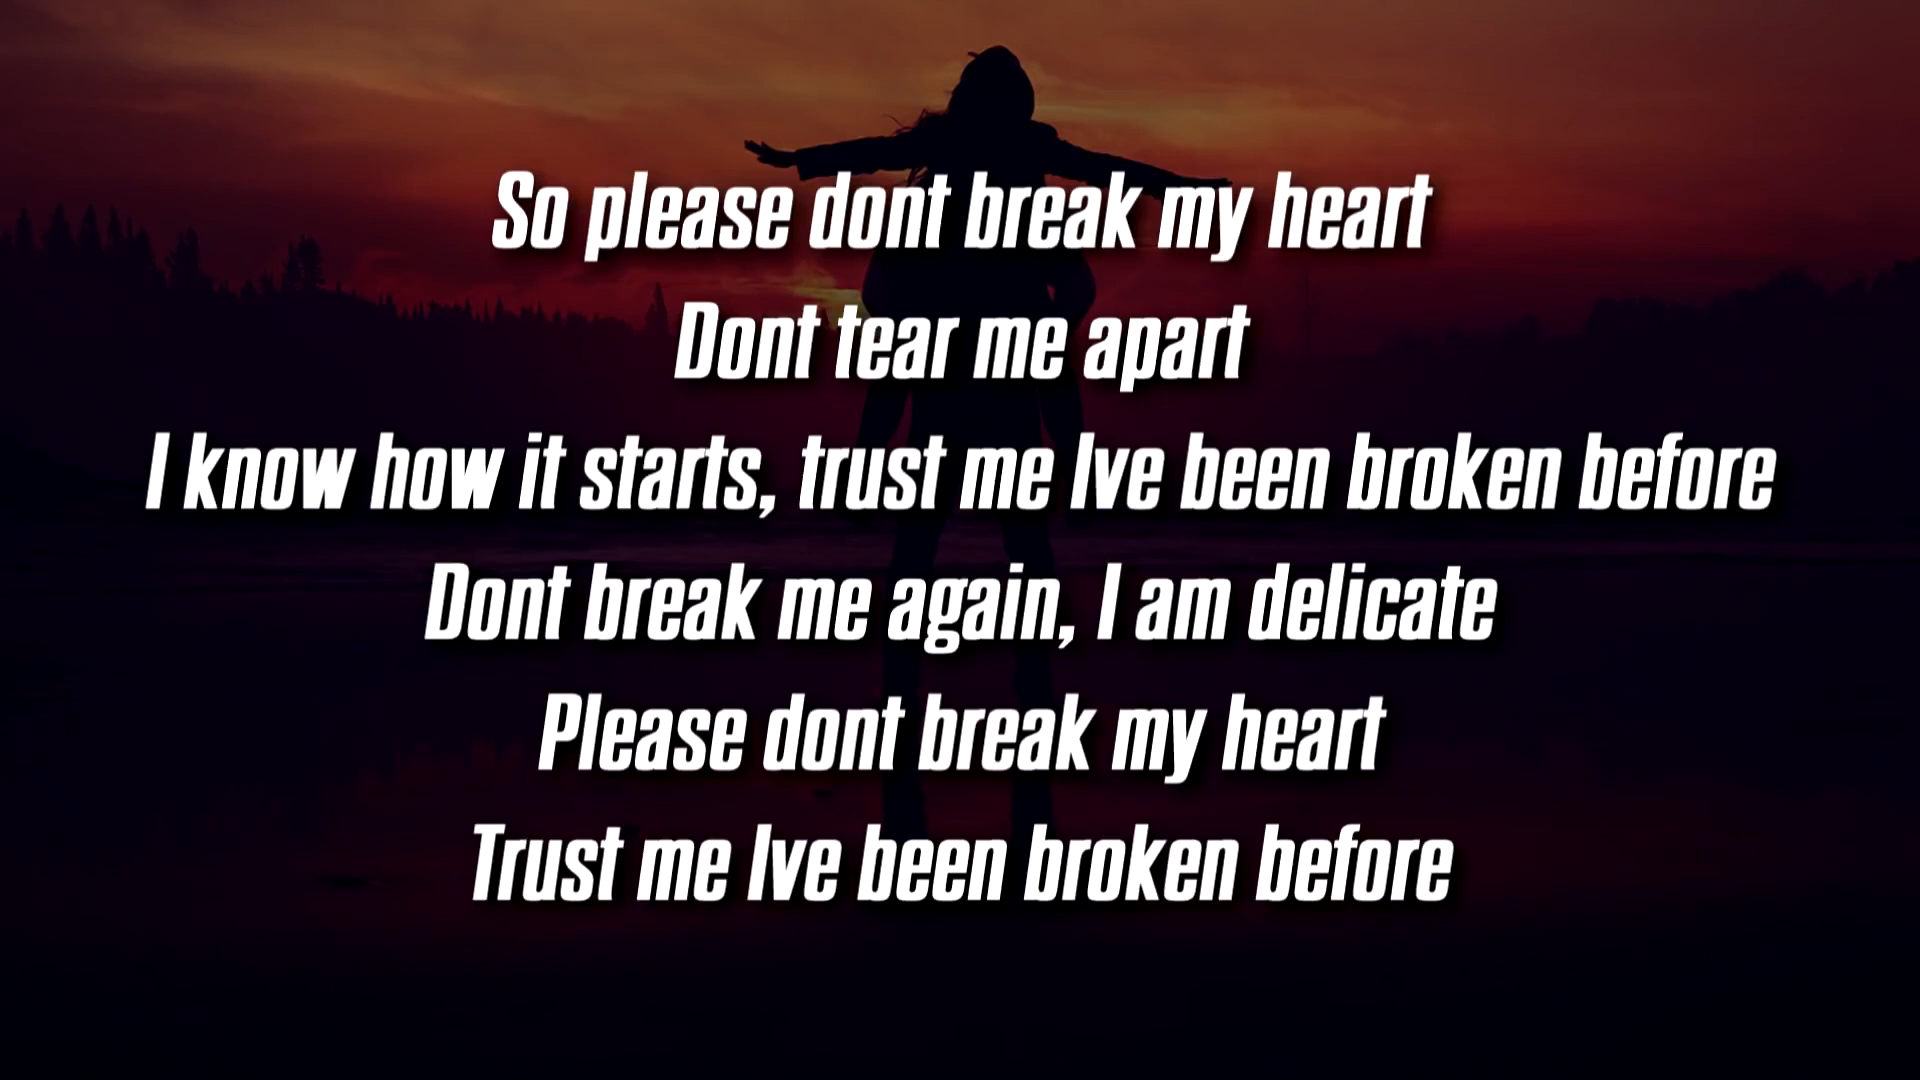 So please dont break my heart
Dont tear me apart
I know how it starts, trust me Ive been broken before
Dont break me again, I am delicate
Please dont break my heart
Trust me Ive been broken before